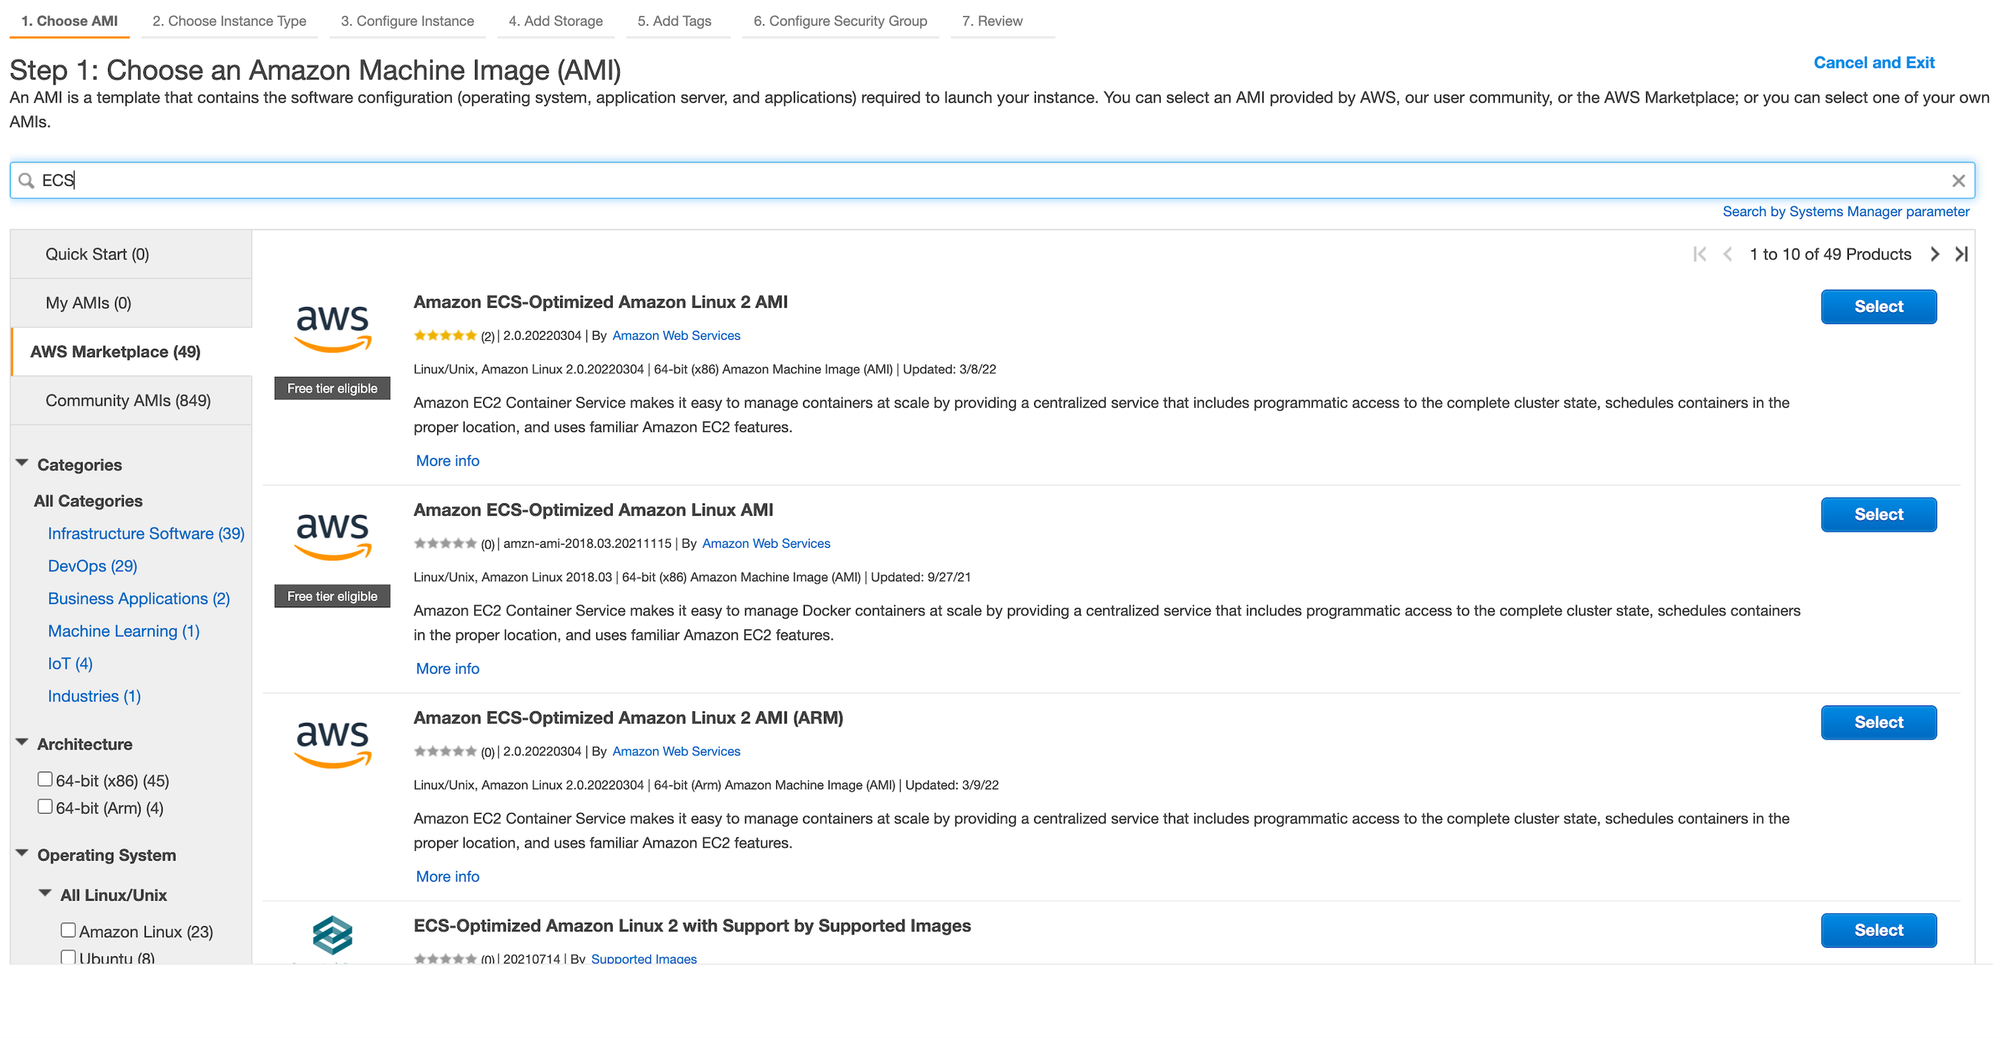 1. Choose AMI 2. Choose Instance Type 3. Configure Instance 4. Add Storage 5. Add Tags 6. Configure Security Group 7. Review
Step 1: Choose an Amazon Machine Image (AMI)
Cancel and Exit
An AMI is a template that contains the software configuration (operating system, application server, and applications) required to launch your instance. You can select an AMI provided by AWS, our user community, or the AWS Marketplace; or you can select one of your own
AMIs.
ECS
Search by Systems Manager parameter
Quick Start (0)
My AMIs (0)
AWS Marketplace (49)
Community AMIs (849)
Categories
All Categories
Infrastructure Software (39)
DevOps (29)
Business Applications (2)
Machine Learning (1)
IoT (4)
Industries (1)
Architecture
64-bit (x86) (45)
64-bit (Arm) (4)
Operating System
All Linux/Unix
Amazon Linux (23)
Ubuntu (8)
1 to 10 of 49 Products
aws
Free tier eligible
Amazon ECS-Optimized Amazon Linux 2 AMI
Select
(2) | 2.0.20220304 | By Amazon Web Services
Linux/Unix, Amazon Linux 2.0.20220304 | 64-bit (x86) Amazon Machine Image (AMI) | Updated: 3/8/22
Amazon EC2 Container Service makes it easy to manage containers at scale by providing a centralized service that includes programmatic access to the complete cluster state, schedules containers in the
proper location, and uses familiar Amazon EC2 features.
More info
aws
Free tier eligible
Amazon ECS-Optimized Amazon Linux AMI
Select
(0) | amzn-ami-2018.03.20211115 | By Amazon Web Services
Linux/Unix, Amazon Linux 2018.03 | 64-bit (x86) Amazon Machine Image (AMI) | Updated: 9/27/21
Amazon EC2 Container Service makes it easy to manage Docker containers at scale by providing a centralized service that includes programmatic access to the complete cluster state, schedules containers
in the proper location, and uses familiar Amazon EC2 features.
More info
aws
Amazon ECS-Optimized Amazon Linux 2 AMI (ARM)
Select
(0) | 2.0.20220304 | By Amazon Web Services
Linux/Unix, Amazon Linux 2.0.20220304 | 64-bit (Arm) Amazon Machine Image (AMI) | Updated: 3/9/22
Amazon EC2 Container Service makes it easy to manage containers at scale by providing a centralized service that includes programmatic access to the complete cluster state, schedules containers in the
proper location, and uses familiar Amazon EC2 features.
More info
ECS-Optimized Amazon Linux 2 with Support by Supported Images
Select
(0) | 20210714 | By Supported Images